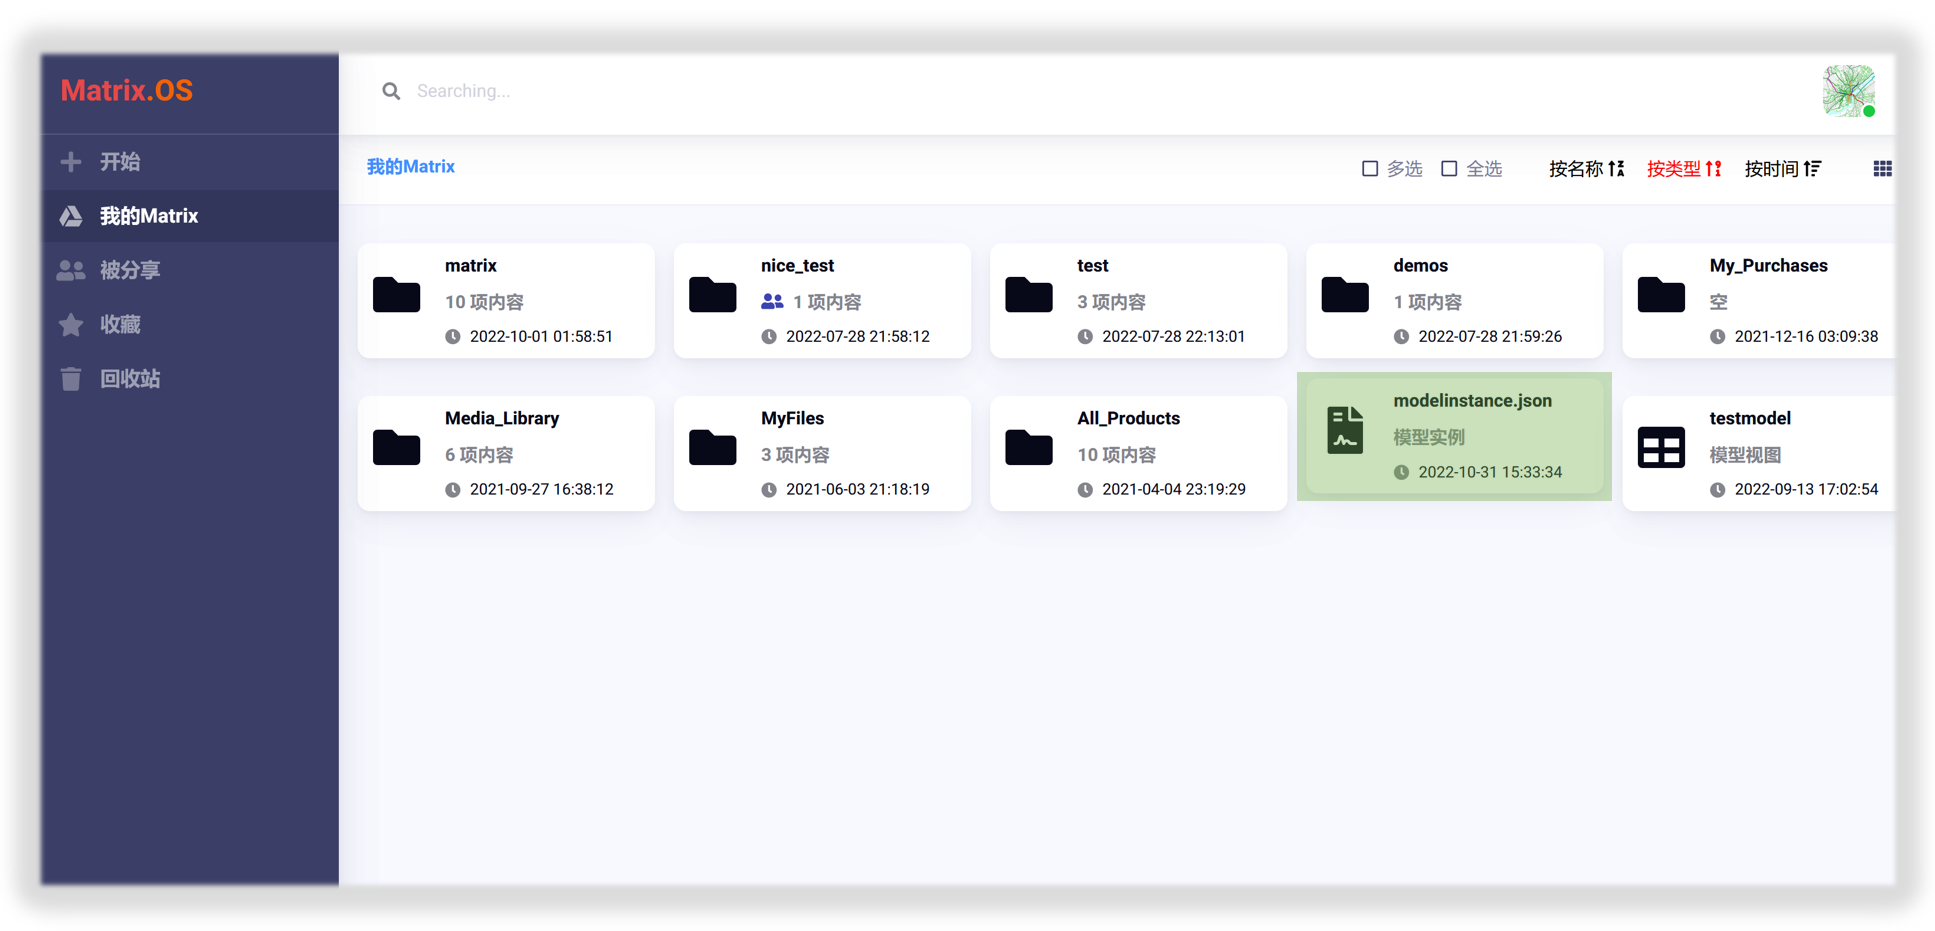 Matrix.OS
Searching...
开始
我的Matrix
被分享
收藏
回收站
我的Matrix
多选 全选 按名称 按类型 按时间
matrix
10 项内容
2022-10-01 01:58:51
nice_test
1 项内容
2022-07-28 21:58:12
test
3 项内容
2022-07-28 22:13:01
demos
1 项内容
2022-07-28 21:59:26
My_Purchases
空
2021-12-16 03:09:38
Media_Library
6 项内容
2021-09-27 16:38:12
MyFiles
3 项内容
2021-06-03 21:18:19
All_Products
10 项内容
2021-04-04 23:19:29
modelinstance.json
模型实例
2022-10-31 15:33:34
testmodel
模型视图
2022-09-13 17:02:54